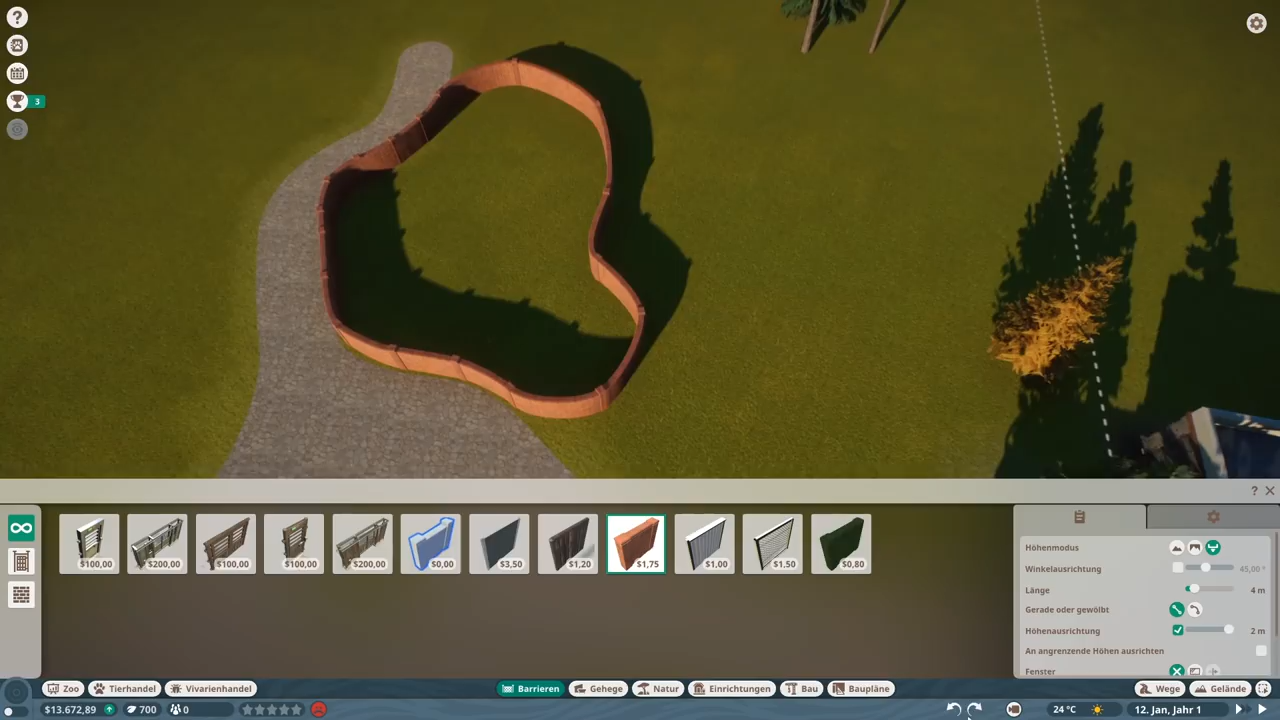 ?
3
? ×
$100,00 $200,00 $100,00 $100,00 $200,00 $0,00 $3,50 $1,20 $1,75 $1,00 $1,50 $0,80
Höhenmodus
Winkelausrichtung 45,00 °
Länge 4 m
Gerade oder gewölbt
Höhenausrichtung 2 m
An angrenzende Höhen ausrichten
Fenster
Zoo Tierhandel Vivarienhandel Barrieren Gehege Natur Einrichtungen Bau Baupläne Wege Gelände
$13.672,89 700 0 24 °C 12. Jan, Jahr 1